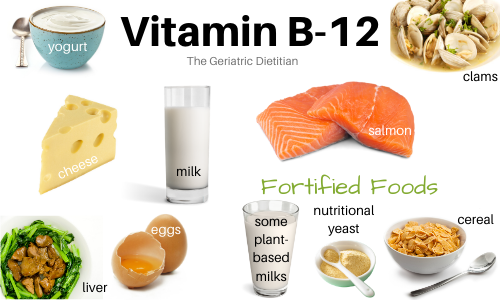 Vitamin B-12
The Geriatric Dietitian
yogurt
clams
cheese
milk
salmon
Fortified Foods
liver
eggs
some
plant-
based
milks
nutritional
yeast
cereal